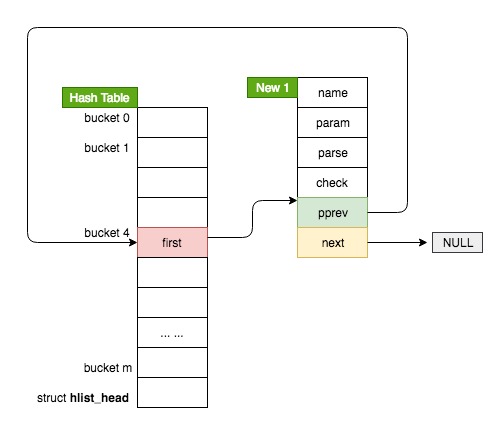 Hash Table
bucket 0
bucket 1
bucket 4
first
... ...
bucket m
struct hlist_head
New 1
name
param
parse
check
pprev
next
NULL